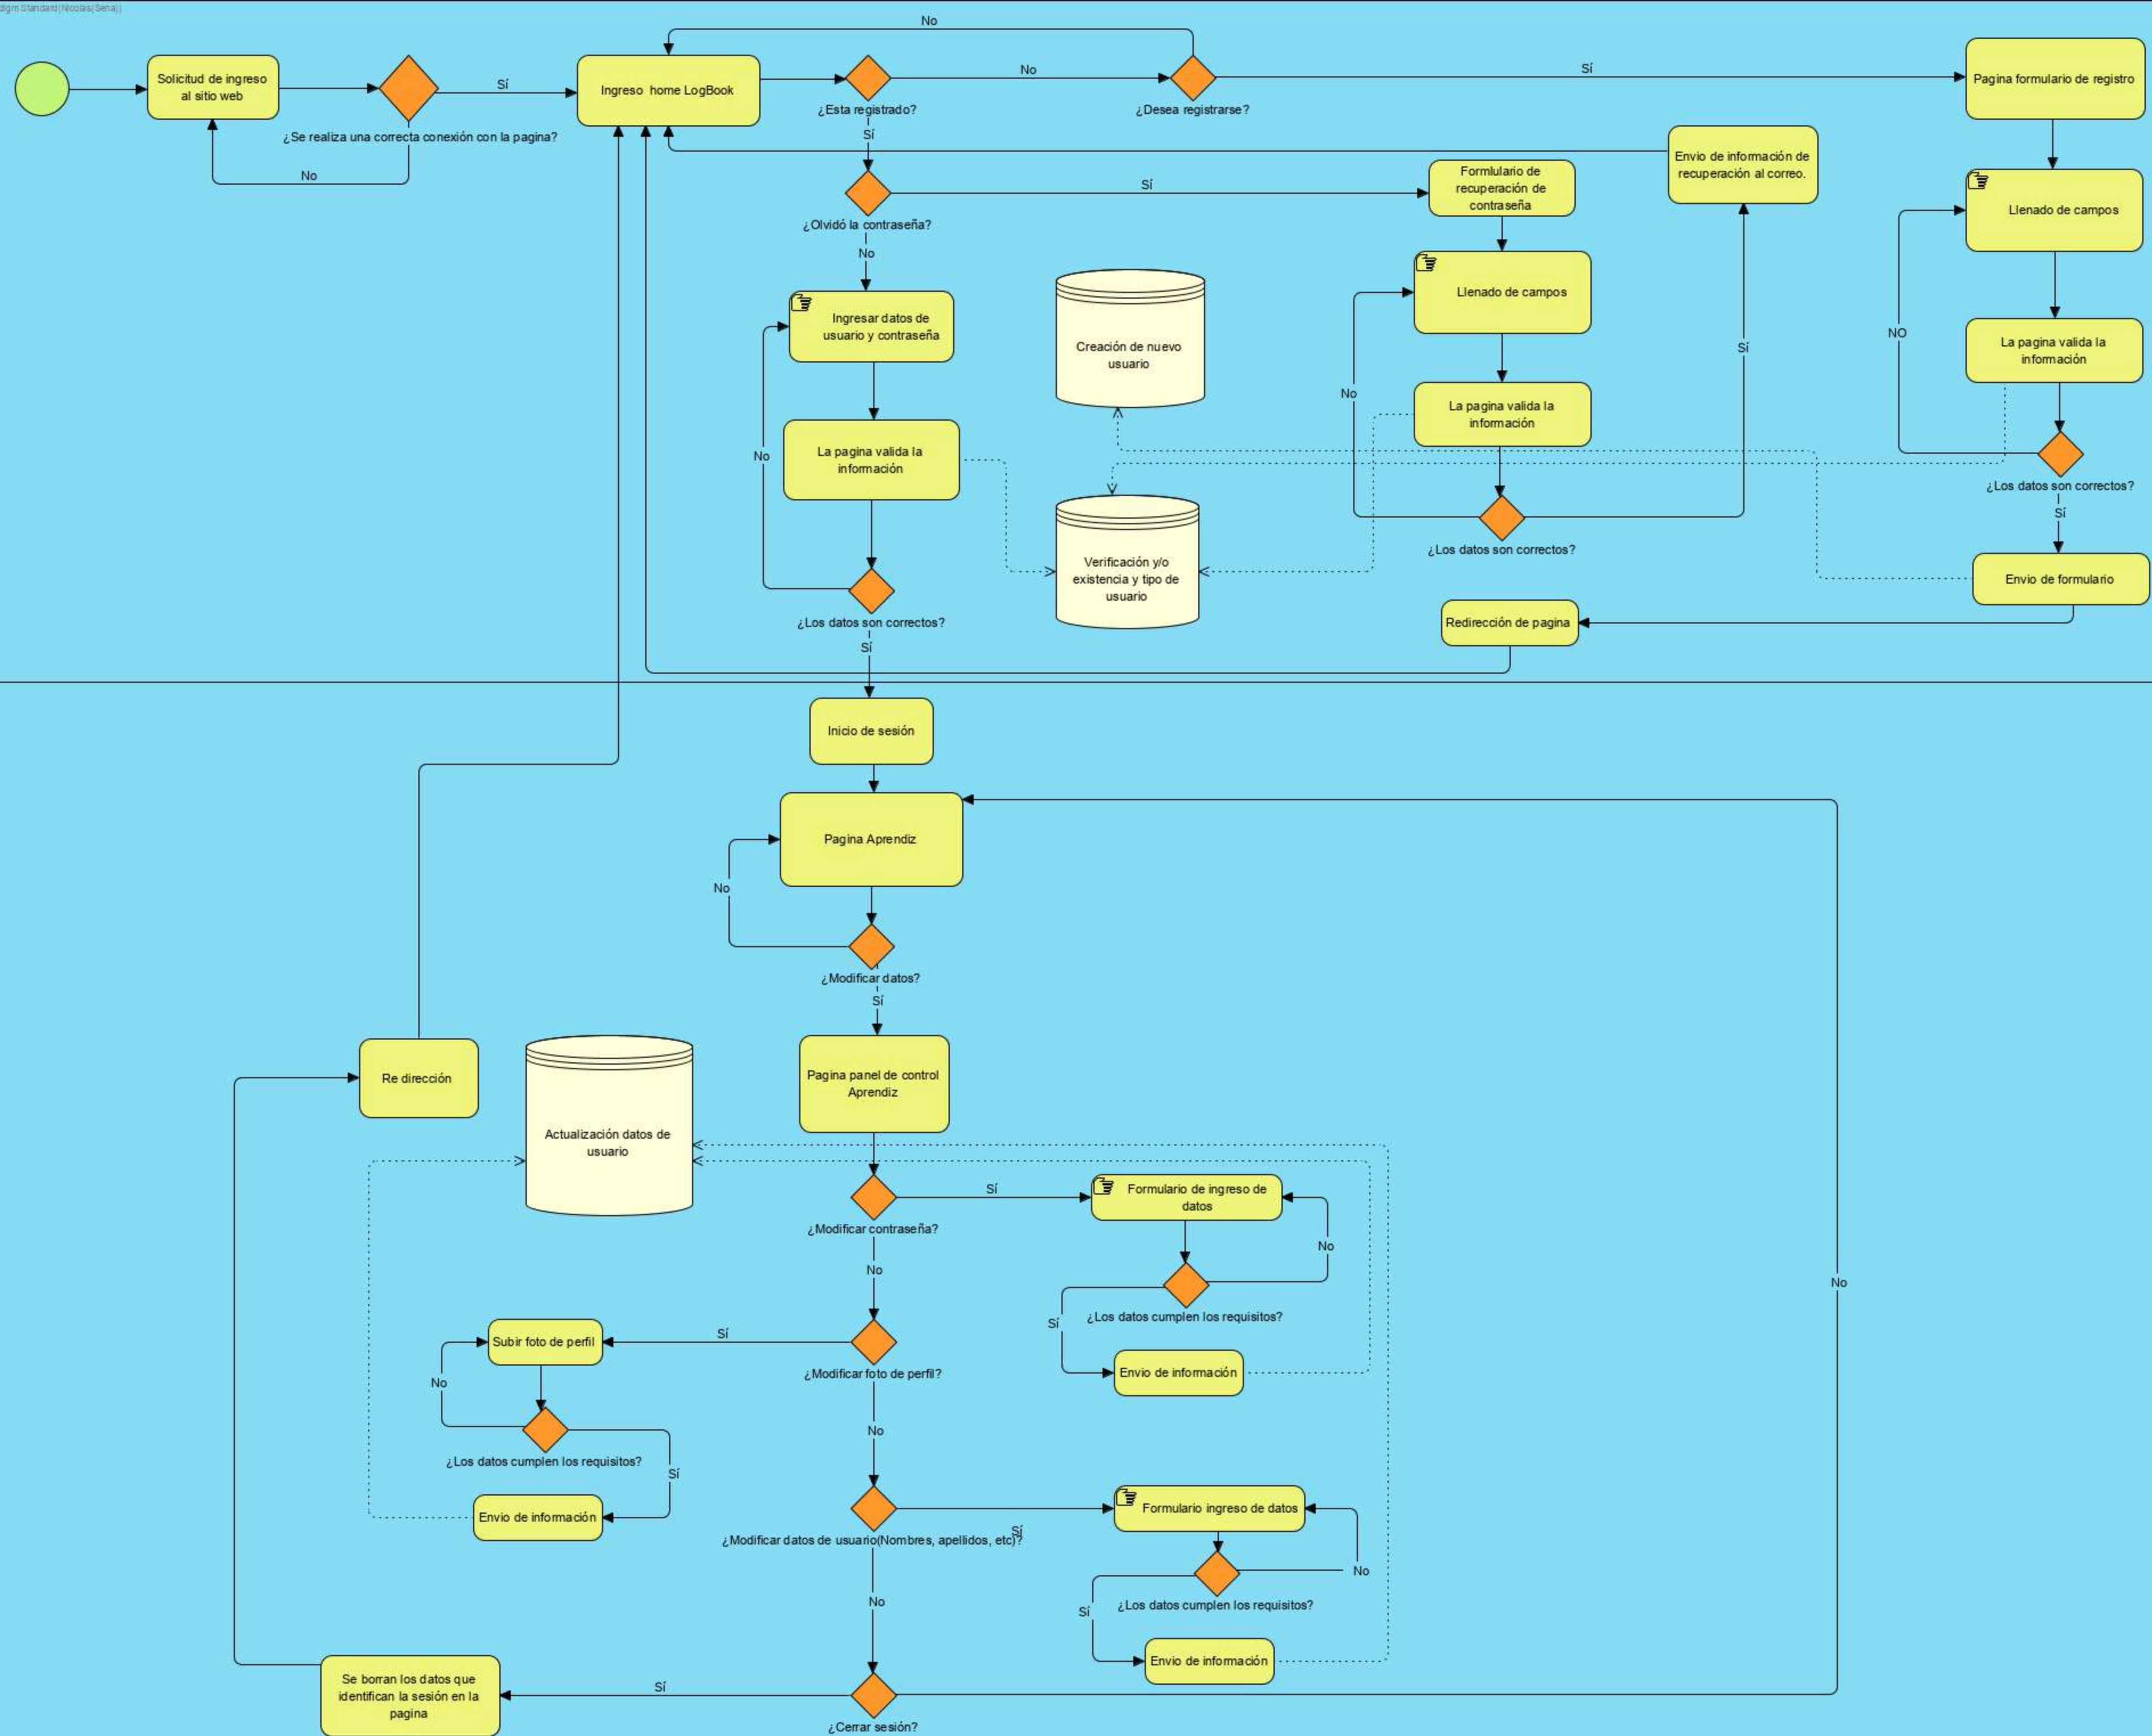 digm Standard(Nicolas(Sena))
No
Solicitud de ingreso
al sitio web
Sí
¿Se realiza una correcta conexión con la pagina?
No
Ingreso home LogBook
¿Esta registrado?
No
¿Desea registrarse?
Sí
Pagina formulario de registro
Sí
¿Olvidó la contraseña?
Sí
Formlulario de
recuperación de
contraseña
Envio de información de
recuperación al correo.
Llenado de campos
No
Ingresar datos de
usuario y contraseña
Creación de nuevo
usuario
Llenado de campos
Sí
NO
La pagina valida la
información
No
La pagina valida la
información
No
La pagina valida la
información
¿Los datos son correctos?
Sí
Verificación y/o
existencia y tipo de
usuario
¿Los datos son correctos?
Envio de formulario
¿Los datos son correctos?
Redirección de pagina
Sí
Inicio de sesión
Pagina Aprendiz
No
¿Modificar datos?
Sí
Re dirección
Pagina panel de control
Aprendiz
Actualización datos de
usuario
Sí
Formulario de ingreso de
datos
¿Modificar contraseña?
No
No
No
¿Los datos cumplen los requisitos?
Sí
Subir foto de perfil
Sí
¿Modificar foto de perfil?
Envio de información
No
No
¿Los datos cumplen los requisitos?
Sí
Envio de información
Formulario ingreso de datos
Sí
¿Modificar datos de usuario(Nombres, apellidos, etc)?
No
No
¿Los datos cumplen los requisitos?
Sí
Envio de información
Se borran los datos que
identifican la sesión en la
pagina
Sí
¿Cerrar sesión?